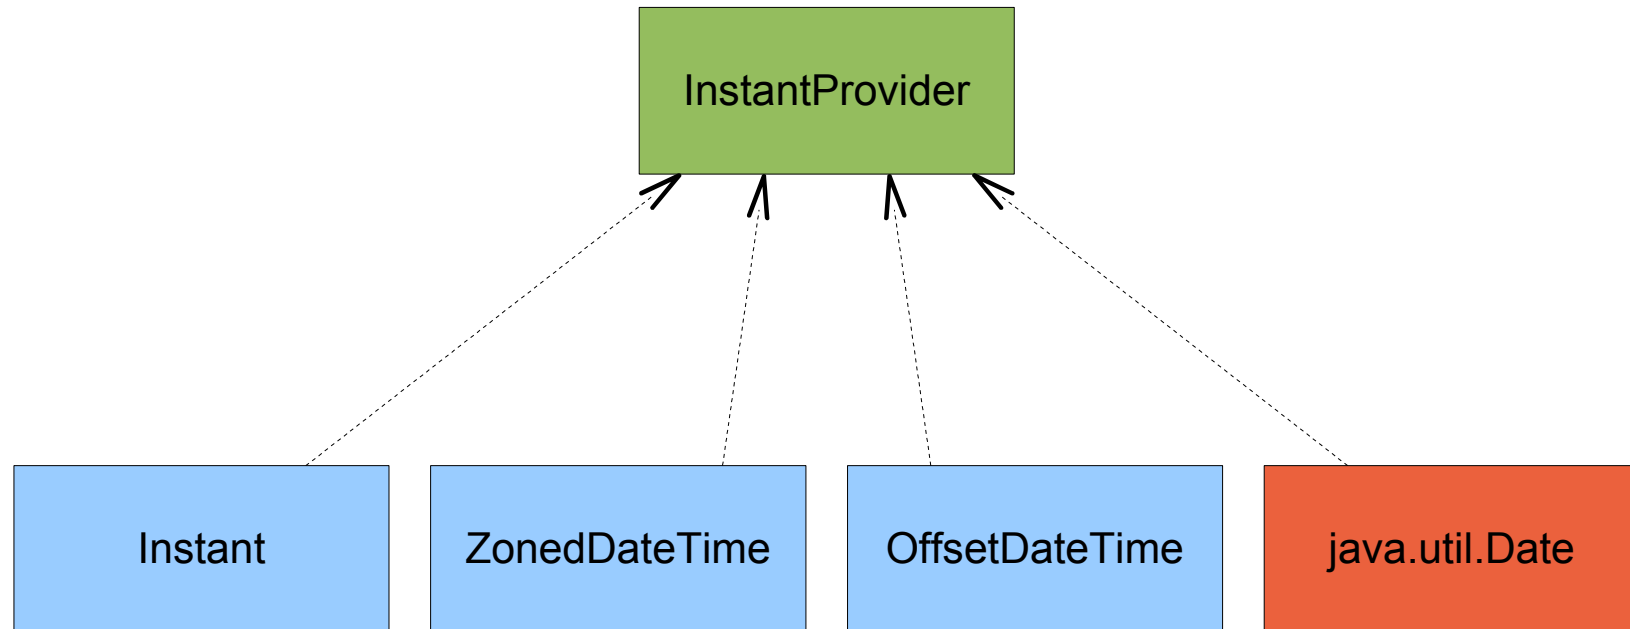 InstantProvider
Instant
ZonedDateTime
OffsetDateTime
java.util.Date